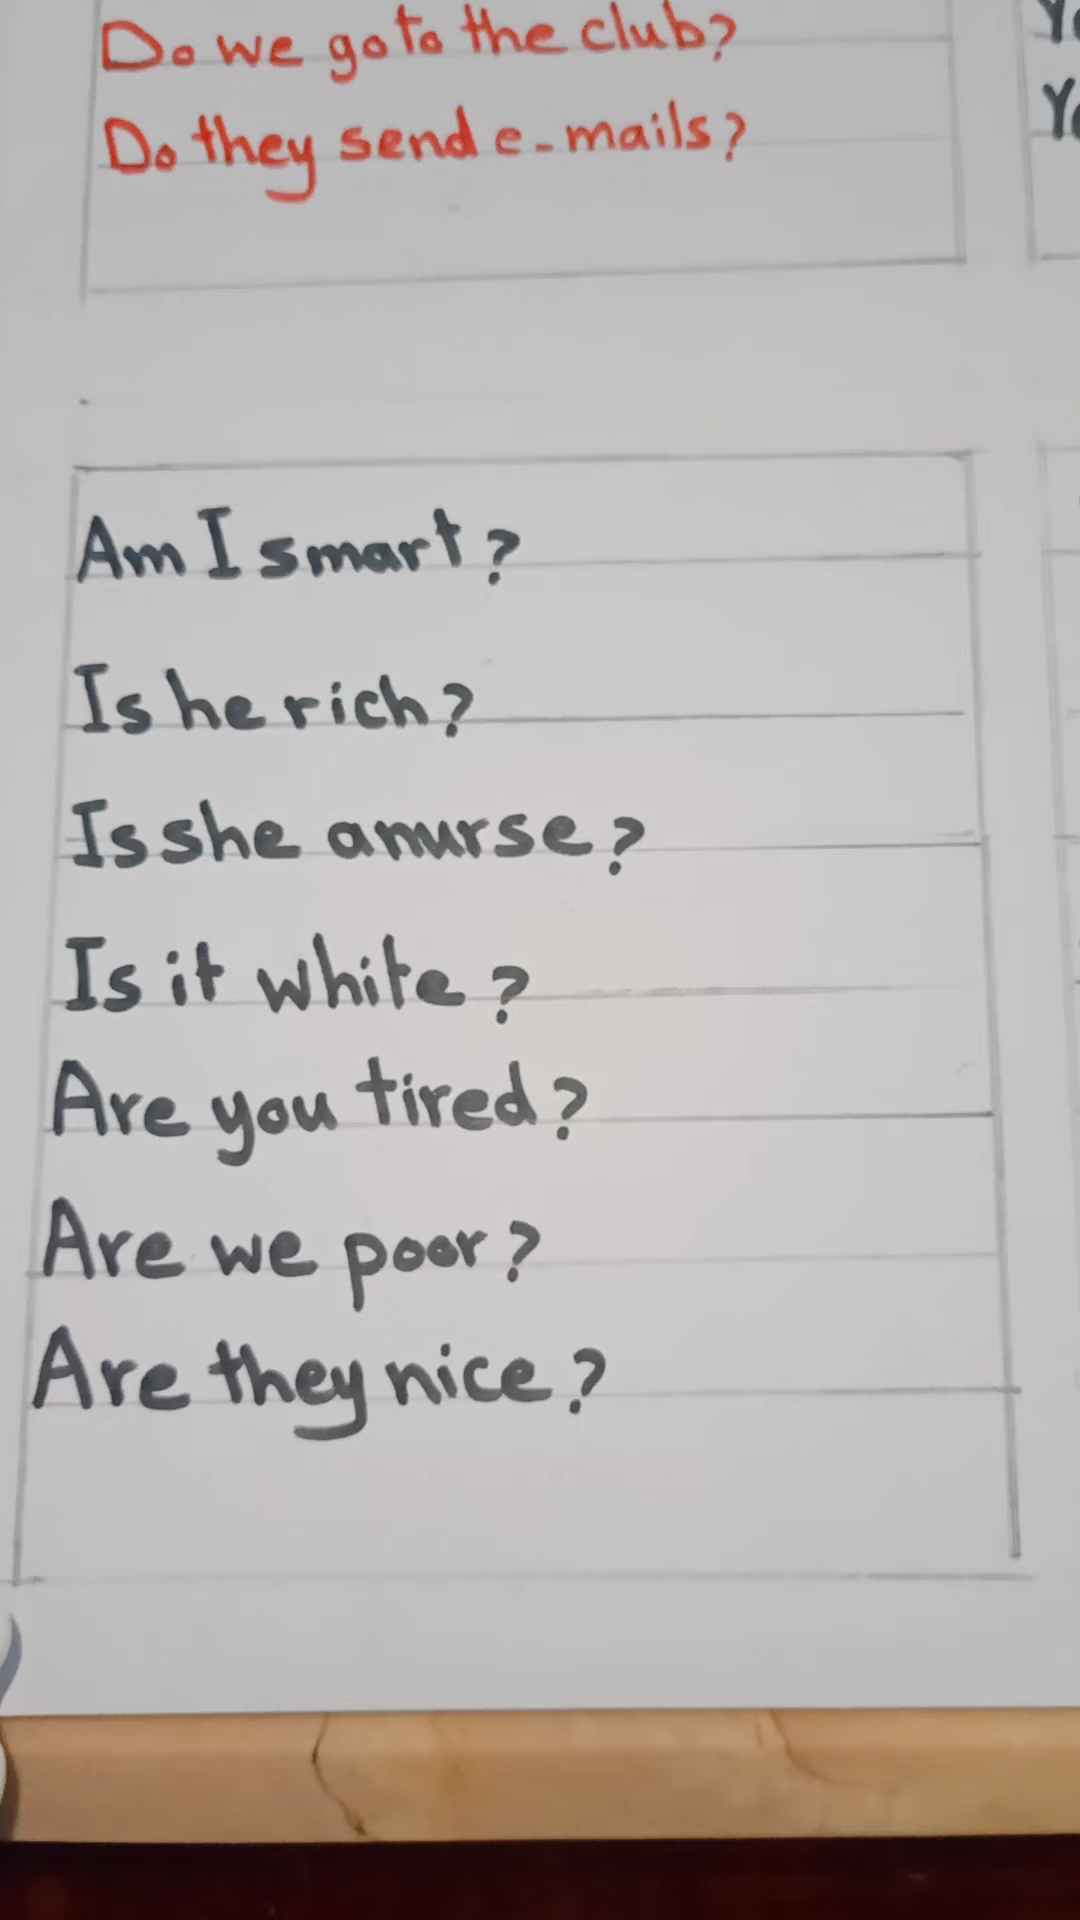 Do we go to the club?
Do they send e-mails?
Am I smart?
Is he rich?
Is she a nurse?
Is it white?
Are you tired?
Are we poor?
Are they nice?